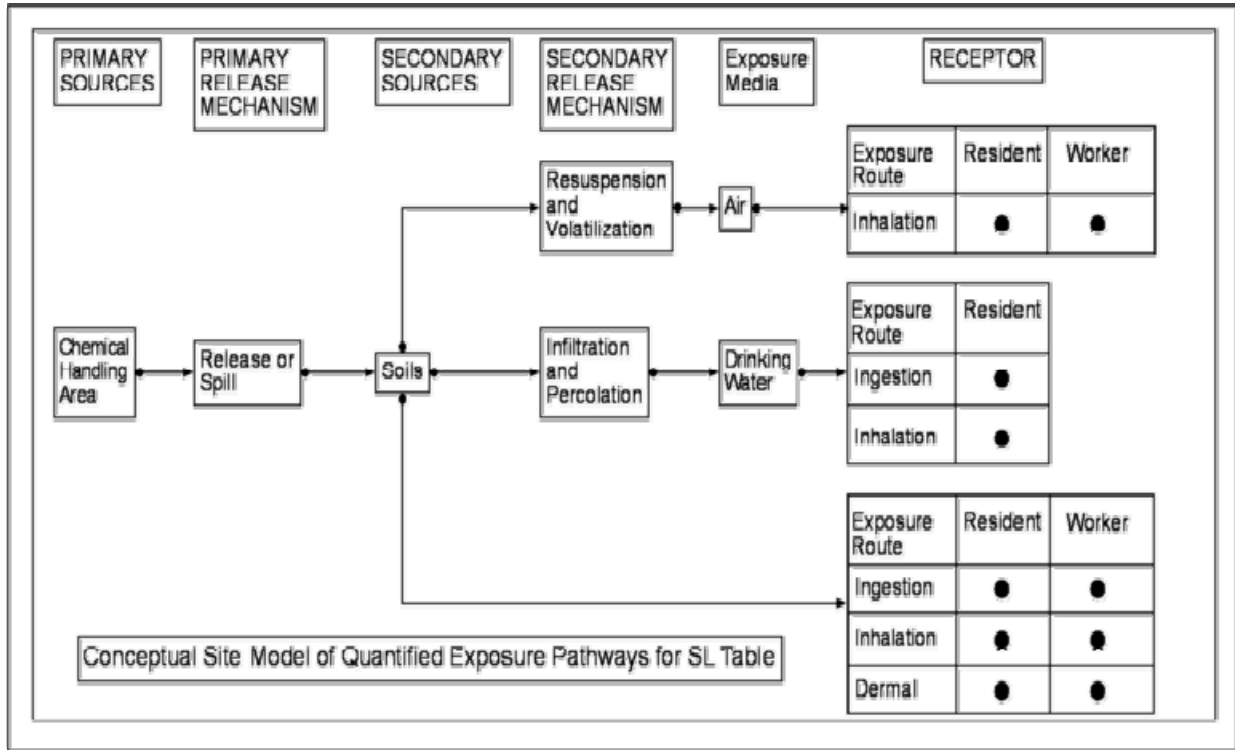 PRIMARY
SOURCES
PRIMARY
RELEASE
MECHANISM
SECONDARY
SOURCES
SECONDARY
RELEASE
MECHANISM
Exposure
Media
RECEPTOR
Resuspension
and
Volatilization
Air
Exposure
Route
Resident
Worker
Inhalation
Chemical
Handling
Area
Release or
Spill
Soils
Infiltration
and
Percolation
Drinking
Water
Exposure
Route
Resident
Ingestion
Inhalation
Exposure
Route
Resident
Worker
Ingestion
Inhalation
Dermal
Conceptual Site Model of Quantified Exposure Pathways for SL Table